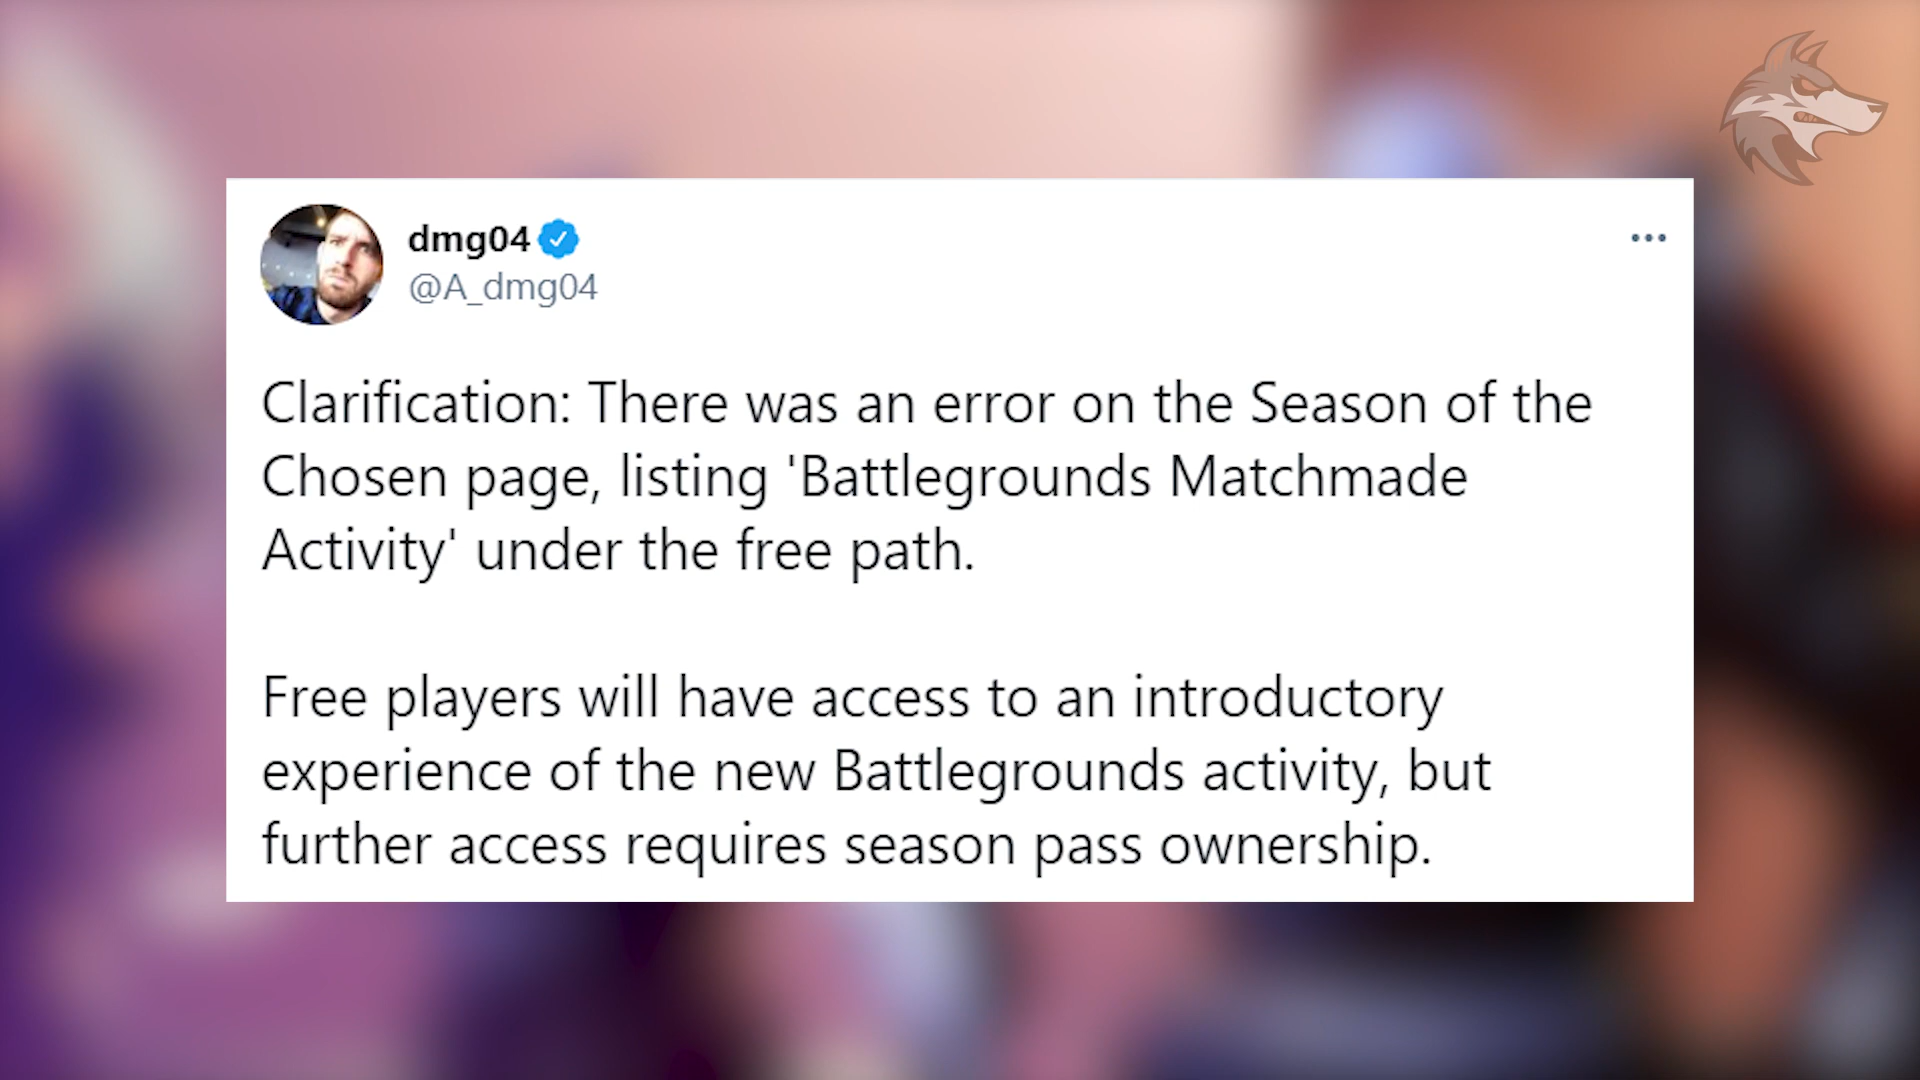 dmg04
@A_dmg04
Clarification: There was an error on the Season of the
Chosen page, listing 'Battlegrounds Matchmade
Activity' under the free path.
Free players will have access to an introductory
experience of the new Battlegrounds activity, but
further access requires season pass ownership.